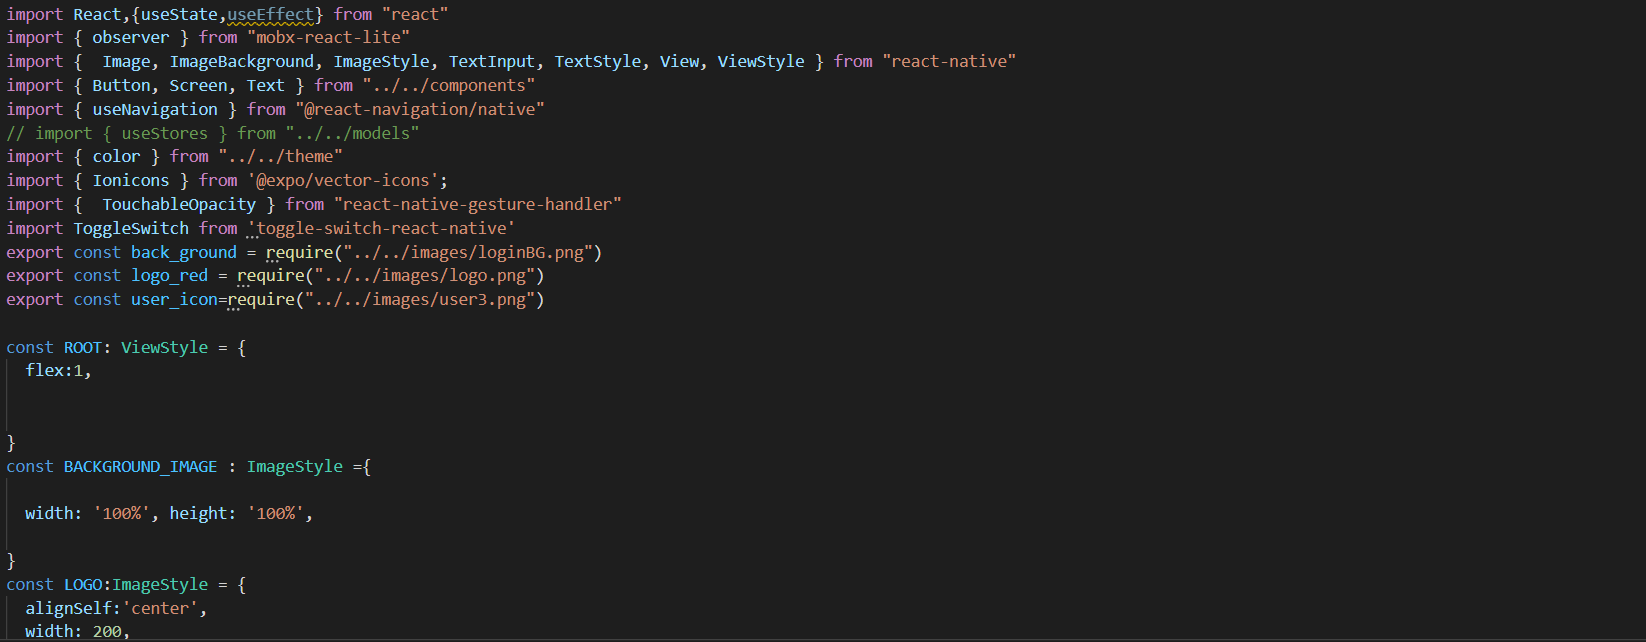 import React,{useState,useEffect} from "react"
import { observer } from "mobx-react-lite"
import {  Image, ImageBackground, ImageStyle, TextInput, TextStyle, View, ViewStyle } from "react-native"
import { Button, Screen, Text } from "../../components"
import { useNavigation } from "@react-navigation/native"
// import { useStores } from "../../models"
import { color } from "../../theme"
import { Ionicons } from '@expo/vector-icons';
import {  TouchableOpacity } from "react-native-gesture-handler"
import ToggleSwitch from 'toggle-switch-react-native'
export const back_ground = require("../../images/loginBG.png")
export const logo_red = require("../../images/logo.png")
export const user_icon=require("../../images/user3.png")
const ROOT: ViewStyle = {
  flex:1,
}
const BACKGROUND_IMAGE : ImageStyle ={
  width: '100%', height: '100%',
}
const LOGO:ImageStyle = {
  alignSelf:'center',
  width: 200,